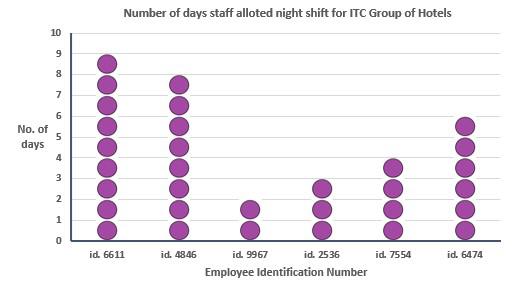 Number of days staff alloted night shift for ITC Group of Hotels
No. of
days
10
9
8
7
6
5
4
3
2
1
0
id. 6611 id. 4846 id. 9967 id. 2536 id. 7554 id. 6474
Employee Identification Number